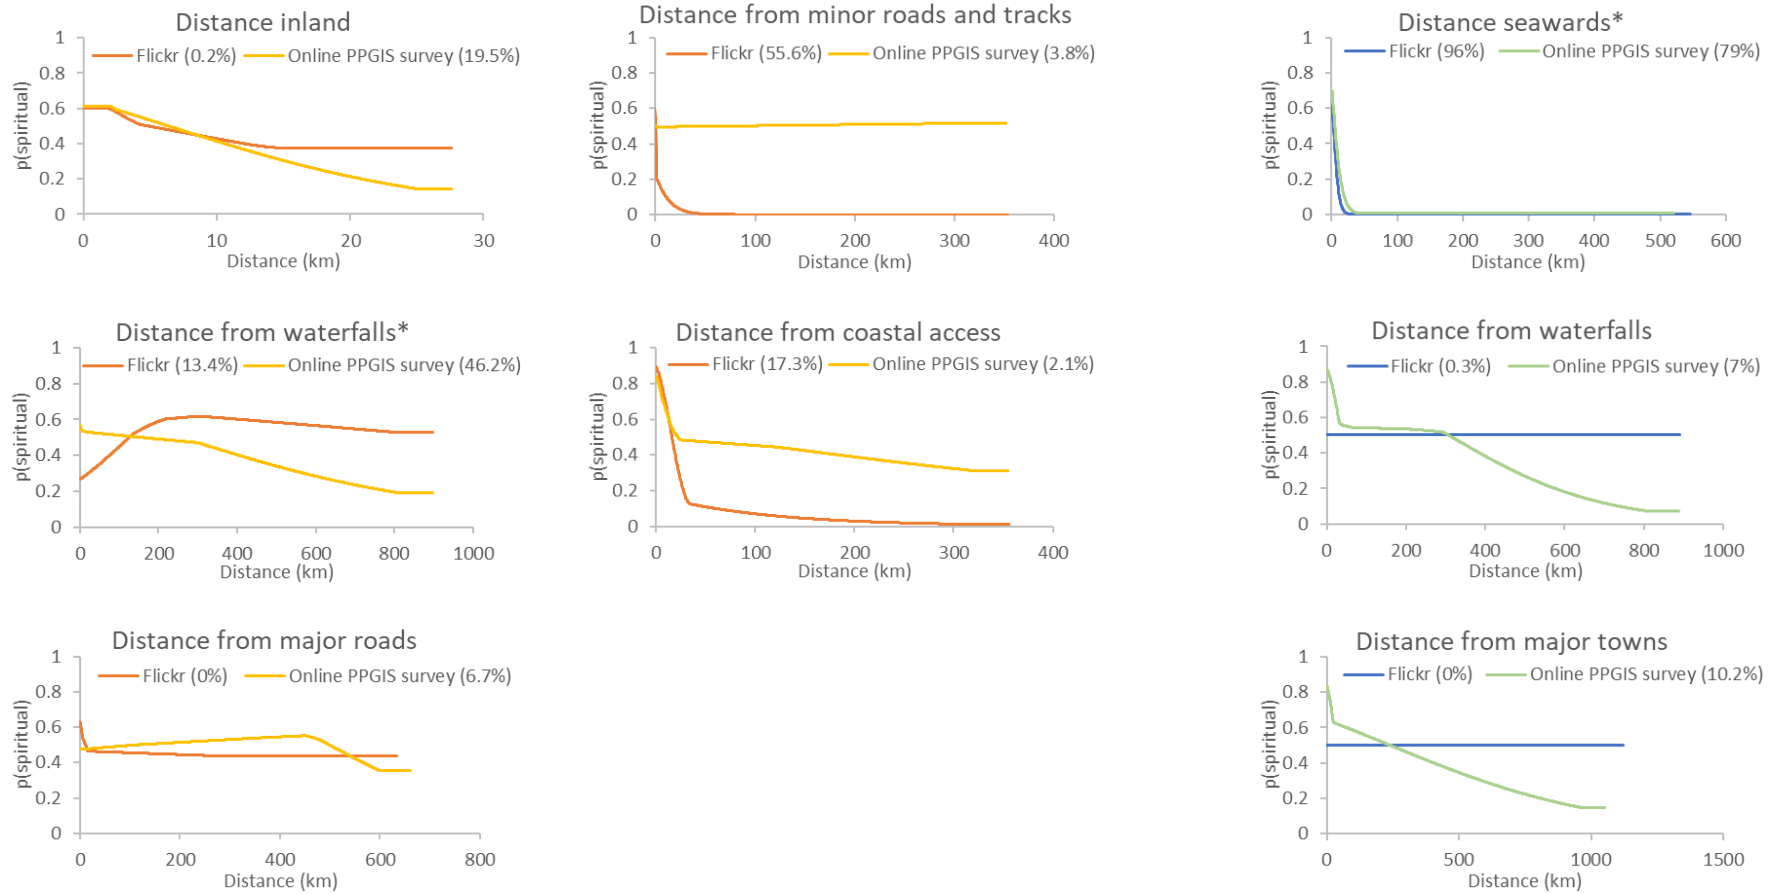 Distance inland
Flickr (0.2%) Online PPGIS survey (19.5%)
p(spiritual)
1
0.8
0.6
0.4
0.2
0
0 10 20 30
Distance (km)
Distance from minor roads and tracks
Flickr (55.6%) Online PPGIS survey (3.8%)
p(spiritual)
1
0.8
0.6
0.4
0.2
0
0 100 200 300 400
Distance (km)
Distance seawards*
Flickr (96%) Online PPGIS survey (79%)
p(spiritual)
1
0.8
0.6
0.4
0.2
0
0 100 200 300 400 500 600
Distance (km)
Distance from waterfalls*
Flickr (13.4%) Online PPGIS survey (46.2%)
p(spiritual)
1
0.8
0.6
0.4
0.2
0
0 200 400 600 800 1000
Distance (km)
Distance from coastal access
Flickr (17.3%) Online PPGIS survey (2.1%)
p(spiritual)
1
0.8
0.6
0.4
0.2
0
0 100 200 300 400
Distance (km)
Distance from waterfalls
Flickr (0.3%) Online PPGIS survey (7%)
p(spiritual)
1
0.8
0.6
0.4
0.2
0
0 200 400 600 800 1000
Distance (km)
Distance from major roads
Flickr (0%) Online PPGIS survey (6.7%)
p(spiritual)
1
0.8
0.6
0.4
0.2
0
0 200 400 600 800
Distance (km)
Distance from major towns
Flickr (0%) Online PPGIS survey (10.2%)
p(spiritual)
1
0.8
0.6
0.4
0.2
0
0 500 1000 1500
Distance (km)